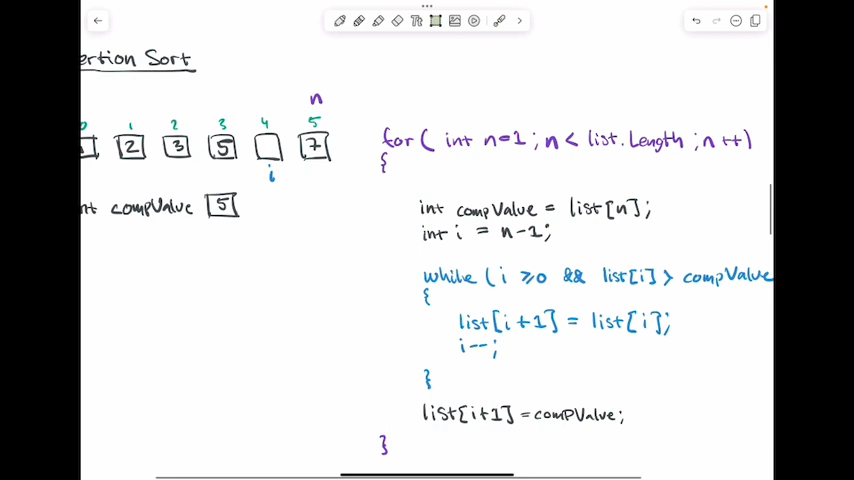 ertion Sort
n
0 1 2 3 4 5
2 3 5 7
i
nt compValue 5
for ( int n=1 ; n < list.Length ; n++)
{
int compValue = list[n];
int i = n-1;
while ( i ≥0 && list[i] > compValue
{
list[i+1] = list[i];
i--;
}
list[i+1] = compValue;
}